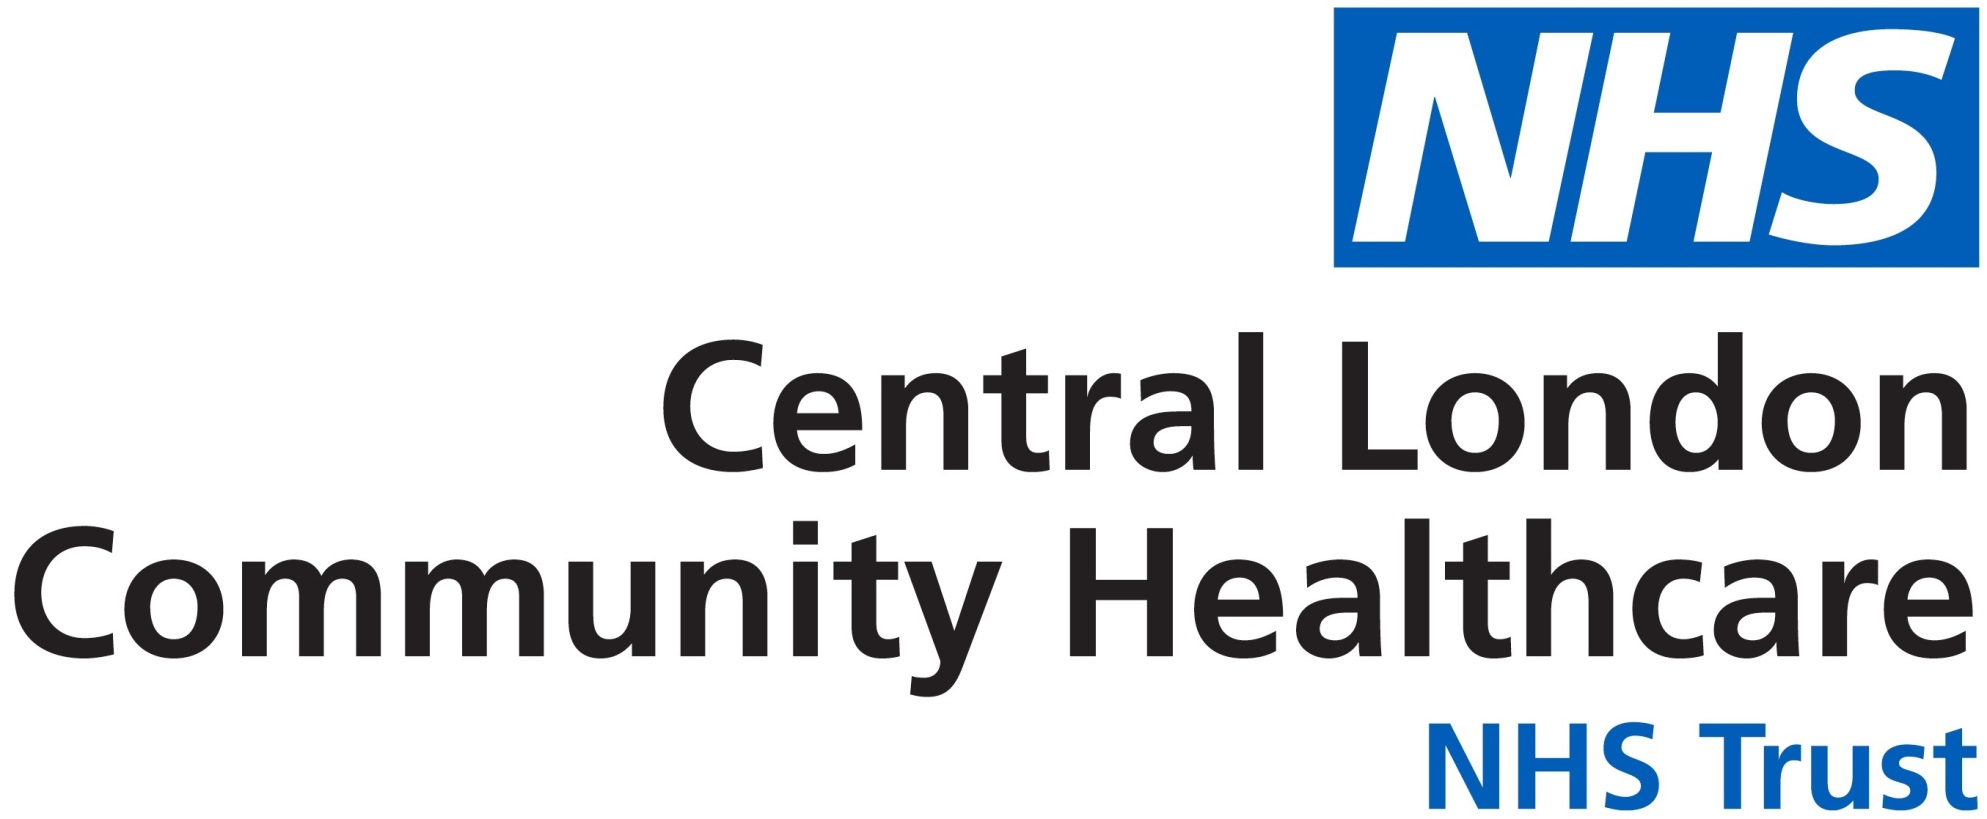 NHS
Central London
Community Healthcare
NHS Trust